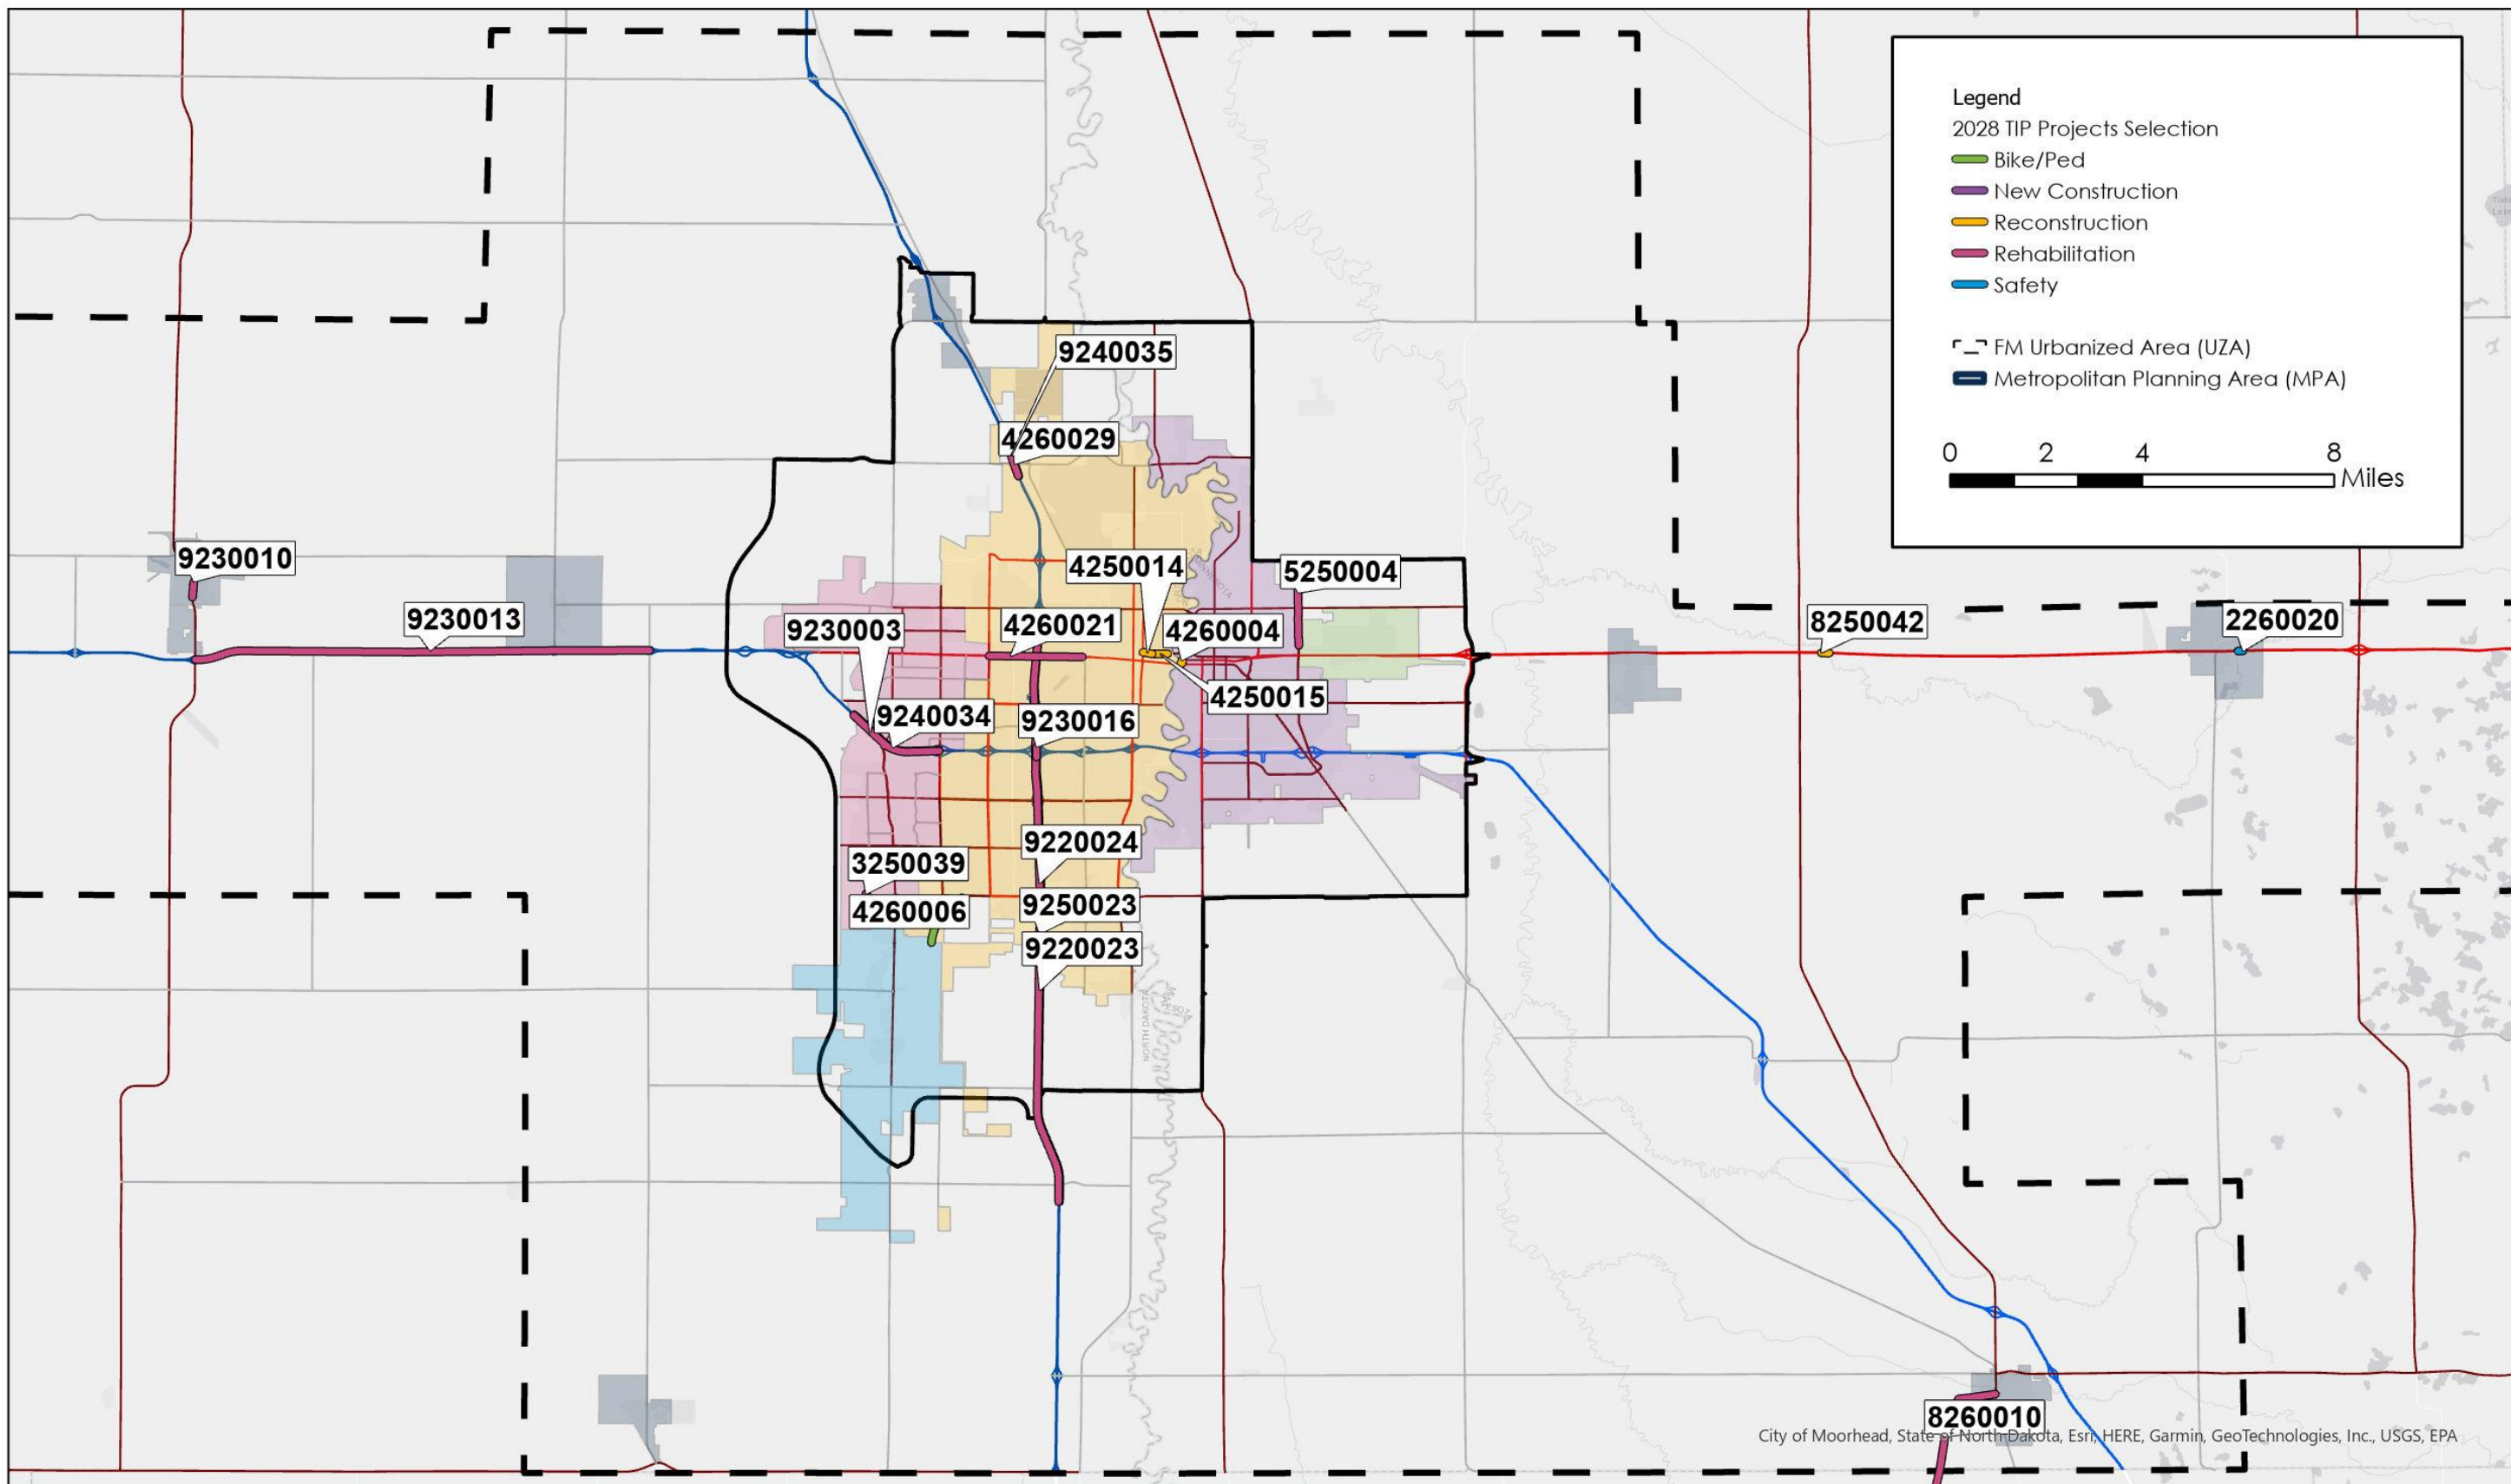 Legend
2028 TIP Projects Selection
Bike/Ped
New Construction
Reconstruction
Rehabilitation
Safety
FM Urbanized Area (UZA)
Metropolitan Planning Area (MPA)
0 2 4 8
Miles
9240035
4260029
9230010
4250014
5250004
9230013
9230003
4260021
4260004
8250042
2260020
4250015
9240034
9230016
9220024
3250039
9250023
4260006
9220023
NORTH DAKOTA
8260010
City of Moorhead, State of North Dakota, Esri, HERE, Garmin, GeoTechnologies, Inc., USGS, EPA